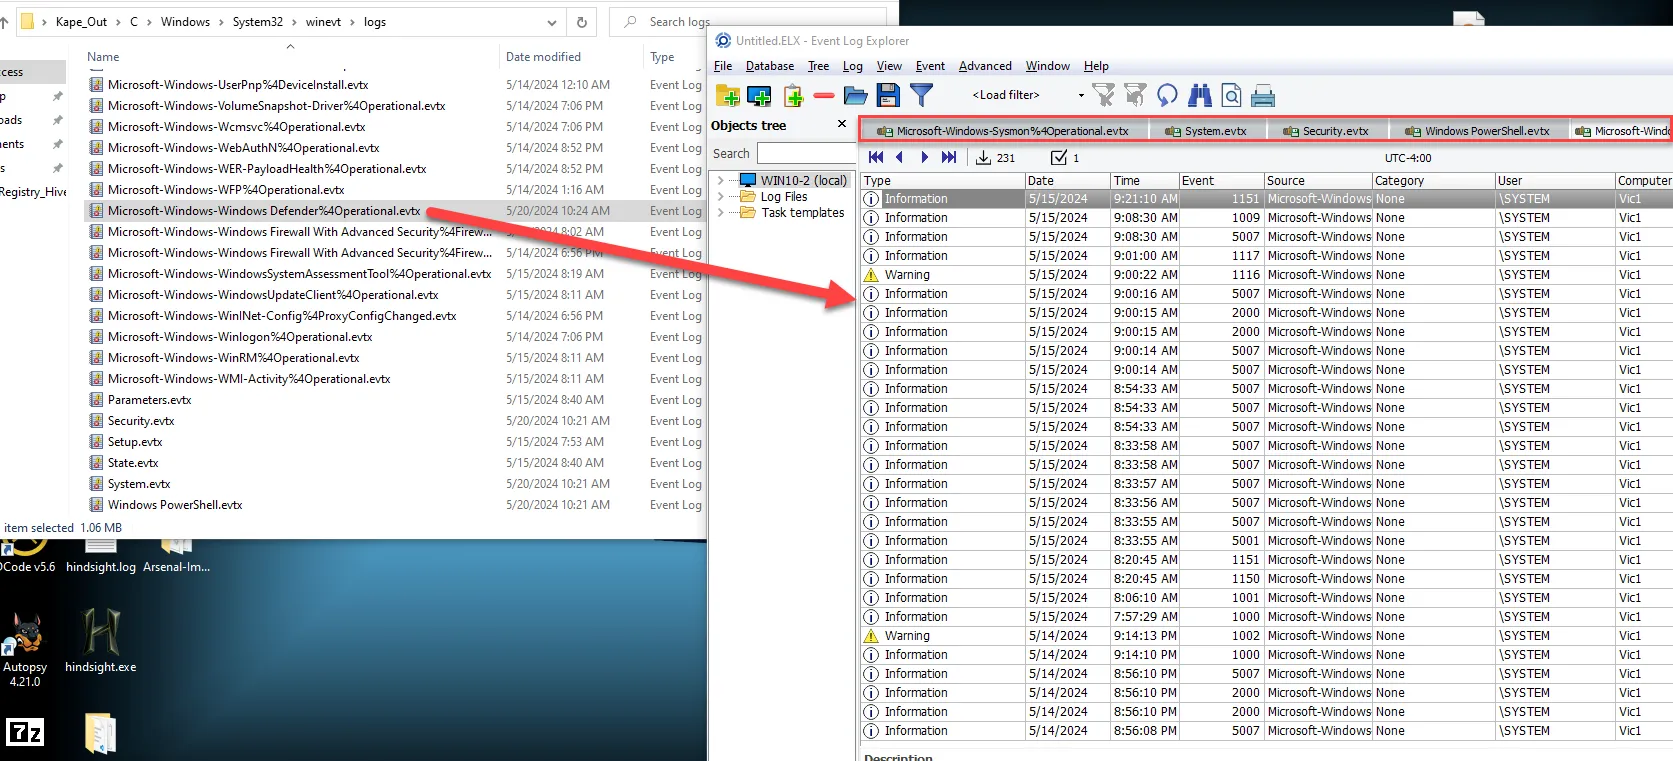 Kape_Out > C > Windows > System32 > winevt > logs
Search logs
Name Date modified Type
Microsoft-Windows-UserPnp%4DeviceInstall.evtx 5/14/2024 12:10 AM Event Log
Microsoft-Windows-VolumeSnapshot-Driver%4Operational.evtx 5/14/2024 7:06 PM Event Log
Microsoft-Windows-Wcmsvc%4Operational.evtx 5/14/2024 7:06 PM Event Log
Microsoft-Windows-WebAuthN%4Operational.evtx 5/14/2024 8:52 PM Event Log
Microsoft-Windows-WER-PayloadHealth%4Operational.evtx 5/14/2024 8:52 PM Event Log
Microsoft-Windows-WFP%4Operational.evtx 5/14/2024 1:16 AM Event Log
Microsoft-Windows-Windows Defender%4Operational.evtx 5/20/2024 10:24 AM Event Log
Microsoft-Windows-Windows Firewall With Advanced Security%4Firew... 8:02 AM Event Log
Microsoft-Windows-Windows Firewall With Advanced Security%4Firew... 5/14/2024 6:56 PM Event Log
Microsoft-Windows-WindowsSystemAssessmentTool%4Operational.evtx 5/15/2024 8:19 AM Event Log
Microsoft-Windows-WindowsUpdateClient%4Operational.evtx 5/15/2024 8:11 AM Event Log
Microsoft-Windows-WinINet-Config%4ProxyConfigChanged.evtx 5/14/2024 6:56 PM Event Log
Microsoft-Windows-Winlogon%4Operational.evtx 5/14/2024 7:06 PM Event Log
Microsoft-Windows-WinRM%4Operational.evtx 5/15/2024 8:11 AM Event Log
Microsoft-Windows-WMI-Activity%4Operational.evtx 5/15/2024 8:11 AM Event Log
Parameters.evtx 5/15/2024 8:40 AM Event Log
Security.evtx 5/20/2024 10:21 AM Event Log
Setup.evtx 5/15/2024 7:53 AM Event Log
State.evtx 5/15/2024 8:40 AM Event Log
System.evtx 5/20/2024 10:21 AM Event Log
Windows PowerShell.evtx 5/20/2024 10:21 AM Event Log
cess
p
oads
ments
s
Registry_Hive
item selected 1.06 MB
DCode v5.6
hindsight.log
Arsenal-Im...
Autopsy
4.21.0
hindsight.exe
7z
Untitled.ELX - Event Log Explorer
File Database Tree Log View Event Advanced Window Help
<Load filter>
Objects tree
Search
WIN10-2 (local)
Log Files
Task templates
Microsoft-Windows-Sysmon%4Operational.evtx System.evtx Security.evtx Windows PowerShell.evtx Microsoft-Windo
231 1 UTC-4:00
Type Date Time Event Source Category User Computer
Information 5/15/2024 9:21:10 AM 1151 Microsoft-Windows None \SYSTEM Vic1
Information 5/15/2024 9:08:30 AM 1009 Microsoft-Windows None \SYSTEM Vic1
Information 5/15/2024 9:08:30 AM 5007 Microsoft-Windows None \SYSTEM Vic1
Information 5/15/2024 9:01:00 AM 1117 Microsoft-Windows None \SYSTEM Vic1
Warning 5/15/2024 9:00:22 AM 1116 Microsoft-Windows None \SYSTEM Vic1
Information 5/15/2024 9:00:16 AM 5007 Microsoft-Windows None \SYSTEM Vic1
Information 5/15/2024 9:00:15 AM 2000 Microsoft-Windows None \SYSTEM Vic1
Information 5/15/2024 9:00:15 AM 2000 Microsoft-Windows None \SYSTEM Vic1
Information 5/15/2024 9:00:14 AM 5007 Microsoft-Windows None \SYSTEM Vic1
Information 5/15/2024 9:00:14 AM 5007 Microsoft-Windows None \SYSTEM Vic1
Information 5/15/2024 8:54:33 AM 5007 Microsoft-Windows None \SYSTEM Vic1
Information 5/15/2024 8:54:33 AM 5007 Microsoft-Windows None \SYSTEM Vic1
Information 5/15/2024 8:54:33 AM 5007 Microsoft-Windows None \SYSTEM Vic1
Information 5/15/2024 8:33:58 AM 5007 Microsoft-Windows None \SYSTEM Vic1
Information 5/15/2024 8:33:58 AM 5007 Microsoft-Windows None \SYSTEM Vic1
Information 5/15/2024 8:33:57 AM 5007 Microsoft-Windows None \SYSTEM Vic1
Information 5/15/2024 8:33:56 AM 5007 Microsoft-Windows None \SYSTEM Vic1
Information 5/15/2024 8:33:55 AM 5007 Microsoft-Windows None \SYSTEM Vic1
Information 5/15/2024 8:33:55 AM 5001 Microsoft-Windows None \SYSTEM Vic1
Information 5/15/2024 8:20:45 AM 1151 Microsoft-Windows None \SYSTEM Vic1
Information 5/15/2024 8:20:45 AM 1150 Microsoft-Windows None \SYSTEM Vic1
Information 5/15/2024 8:06:10 AM 1001 Microsoft-Windows None \SYSTEM Vic1
Information 5/15/2024 7:57:29 AM 1000 Microsoft-Windows None \SYSTEM Vic1
Warning 5/14/2024 9:14:13 PM 1002 Microsoft-Windows None \SYSTEM Vic1
Information 5/14/2024 9:14:10 PM 1000 Microsoft-Windows None \SYSTEM Vic1
Information 5/14/2024 8:56:10 PM 5007 Microsoft-Windows None \SYSTEM Vic1
Information 5/14/2024 8:56:10 PM 2000 Microsoft-Windows None \SYSTEM Vic1
Information 5/14/2024 8:56:10 PM 2000 Microsoft-Windows None \SYSTEM Vic1
Information 5/14/2024 8:56:08 PM 5007 Microsoft-Windows None \SYSTEM Vic1
Description